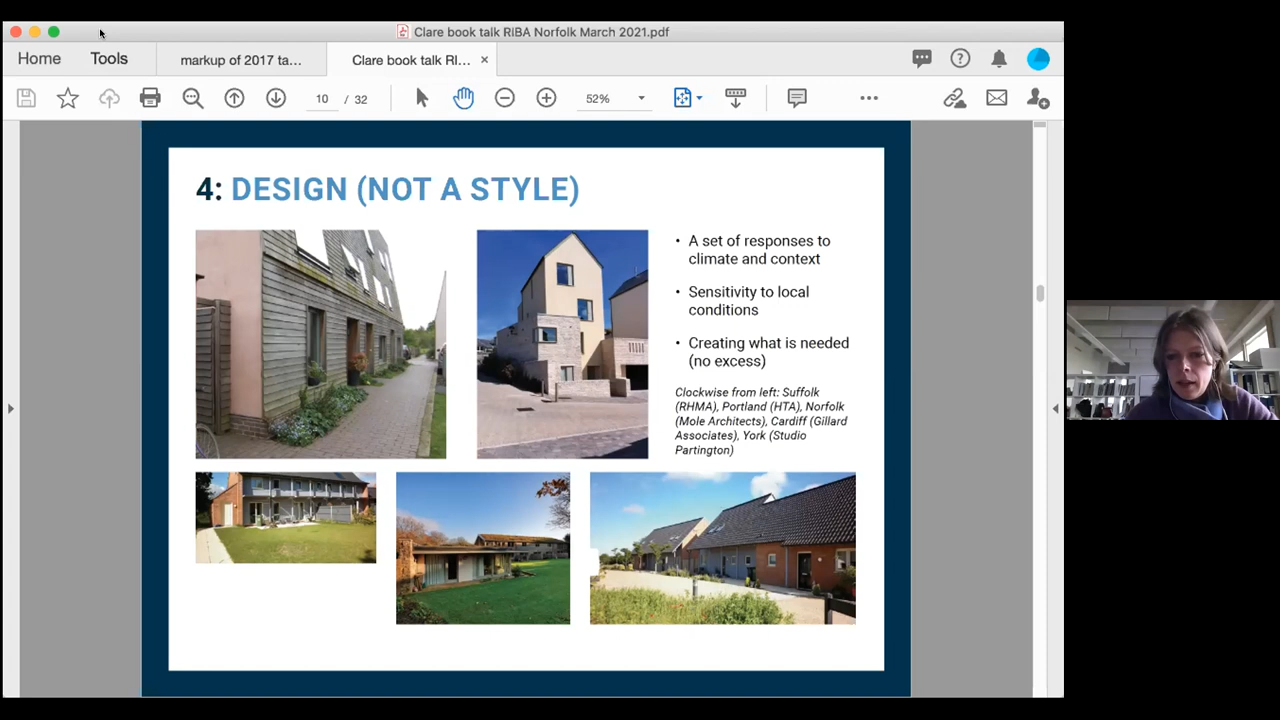 Clare book talk RIBA Norfolk March 2021.pdf
Home
Tools
markup of 2017 ta...
Clare book talk RI...
×
10 / 32
52%
4: DESIGN (NOT A STYLE)
• A set of responses to
climate and context
• Sensitivity to local
conditions
• Creating what is needed
(no excess)
Clockwise from left: Suffolk
(RHMA), Portland (HTA), Norfolk
(Mole Architects), Cardiff (Gillard
Associates), York (Studio
Partington)